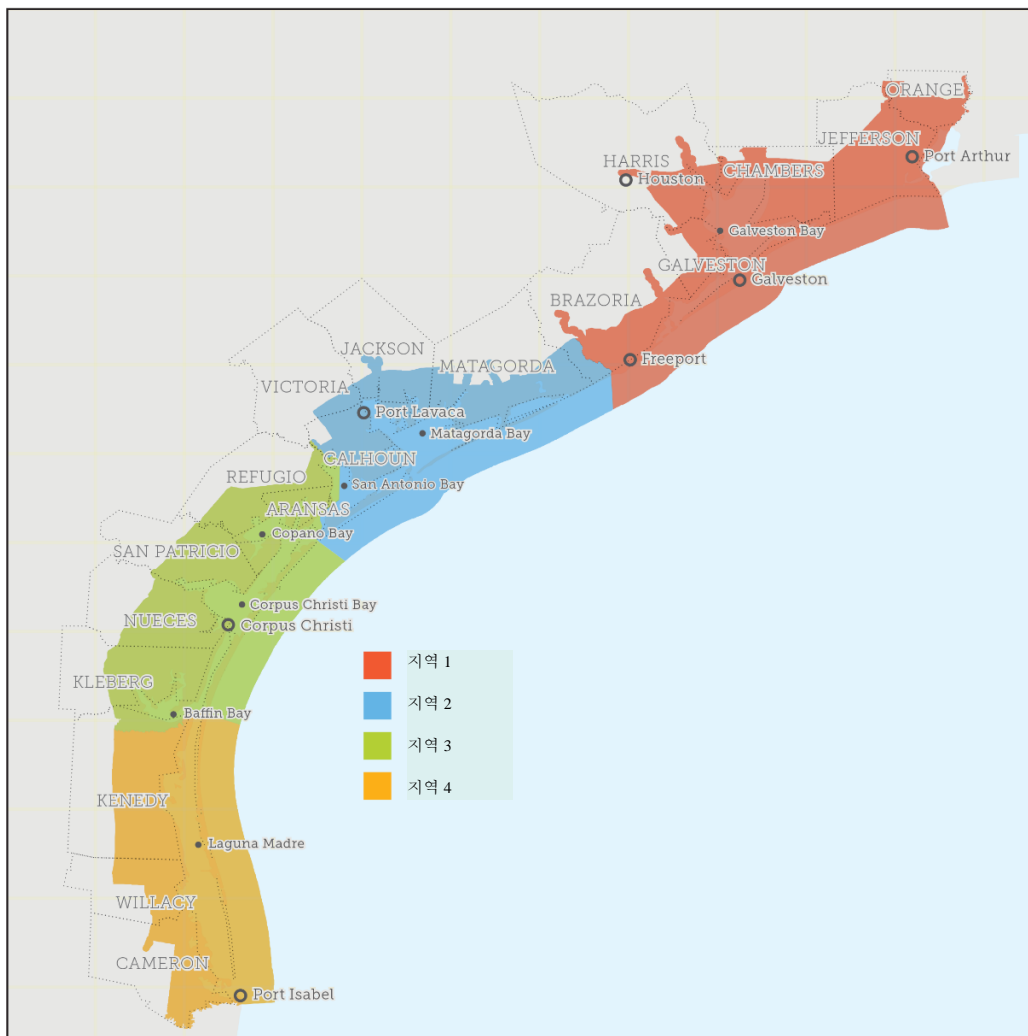 ORANGE
JEFFERSON
Port Arthur
HARRIS
CHAMBERS
Houston
Galveston Bay
GALVESTON
Galveston
BRAZORIA
Freeport
JACKSON
MATAGORDA
VICTORIA
Port Lavaca
Matagorda Bay
CALHOUN
REFUGIO
San Antonio Bay
ARANSAS
Copano Bay
SAN PATRICIO
Corpus Christi Bay
NUECES
Corpus Christi
지역 1
KLEBERG
지역 2
Baffin Bay
지역 3
지역 4
KENEDY
Laguna Madre
WILLACY
CAMERON
Port Isabel